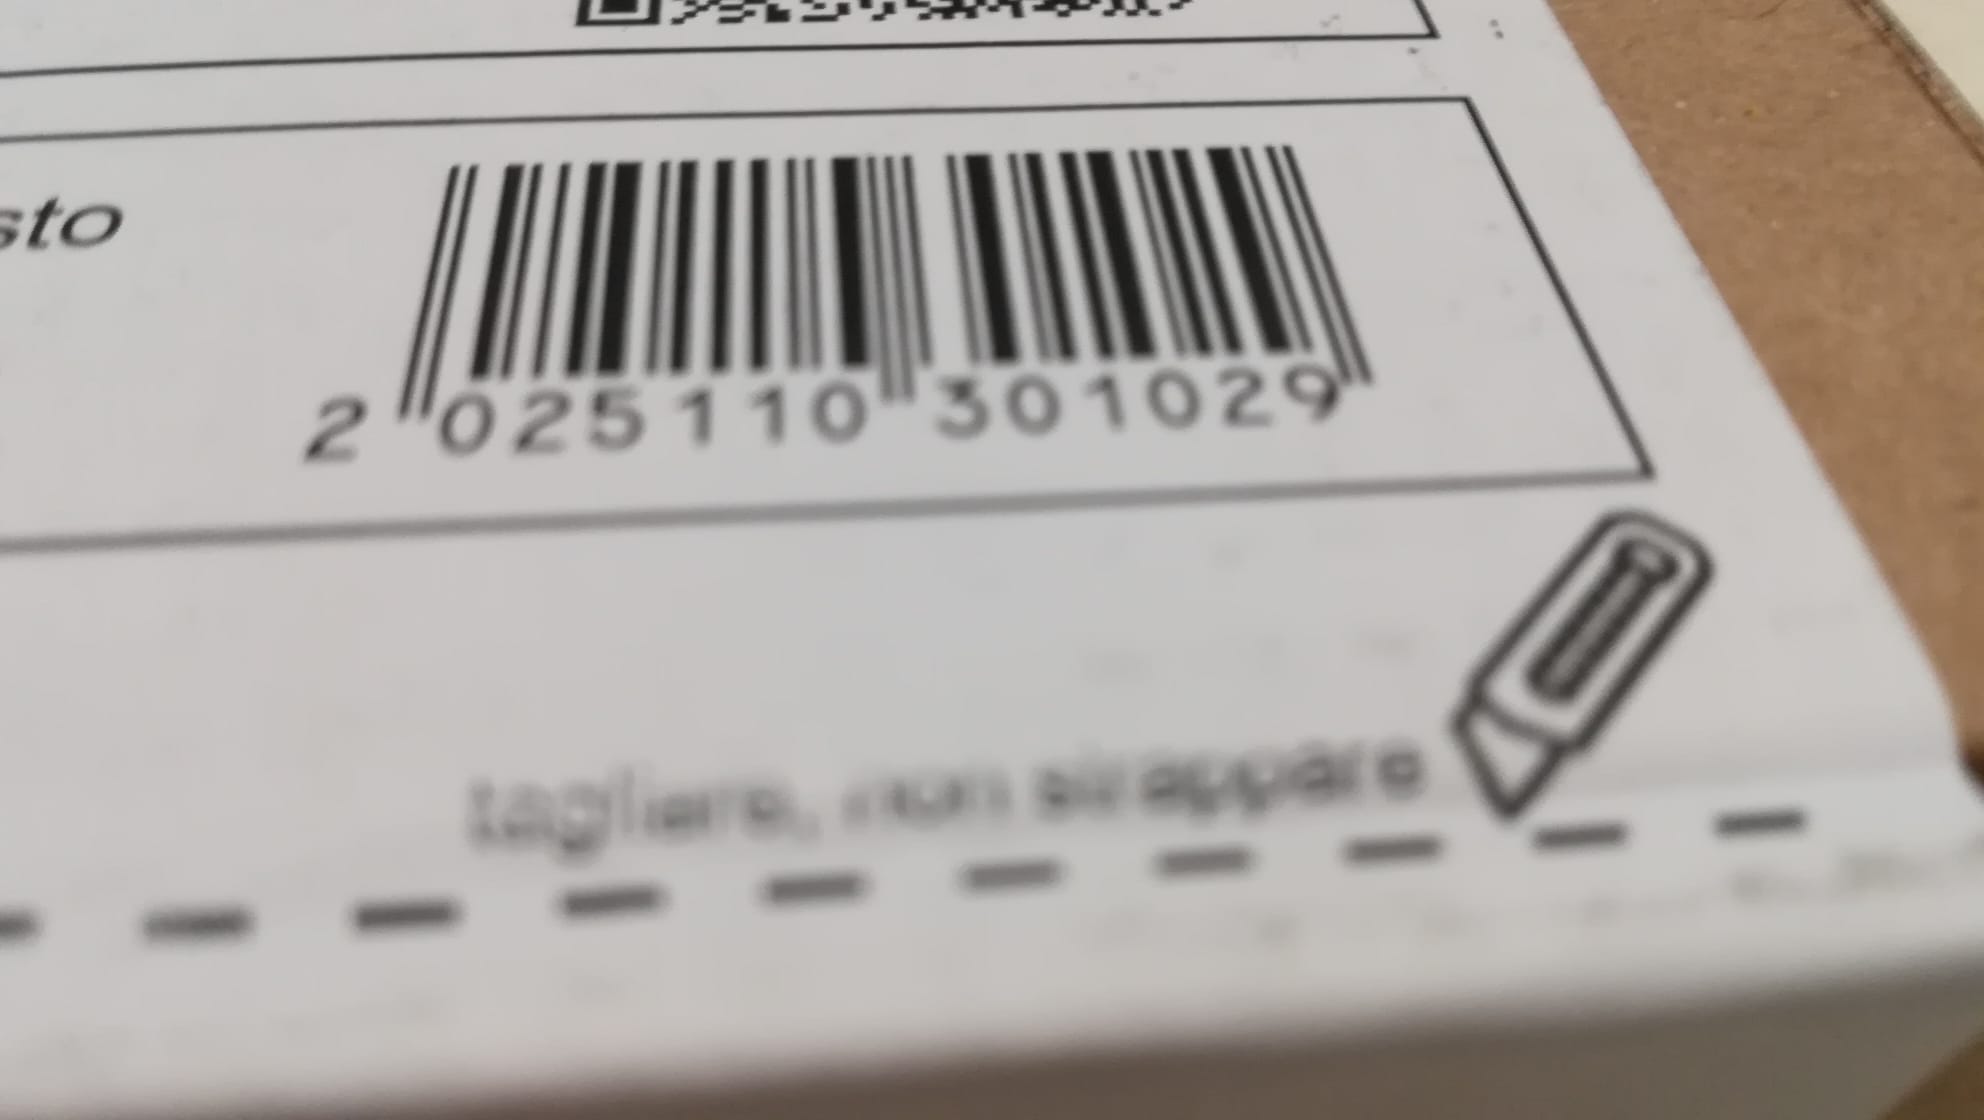 sto
2 025110 301029
tagliare, non strappare